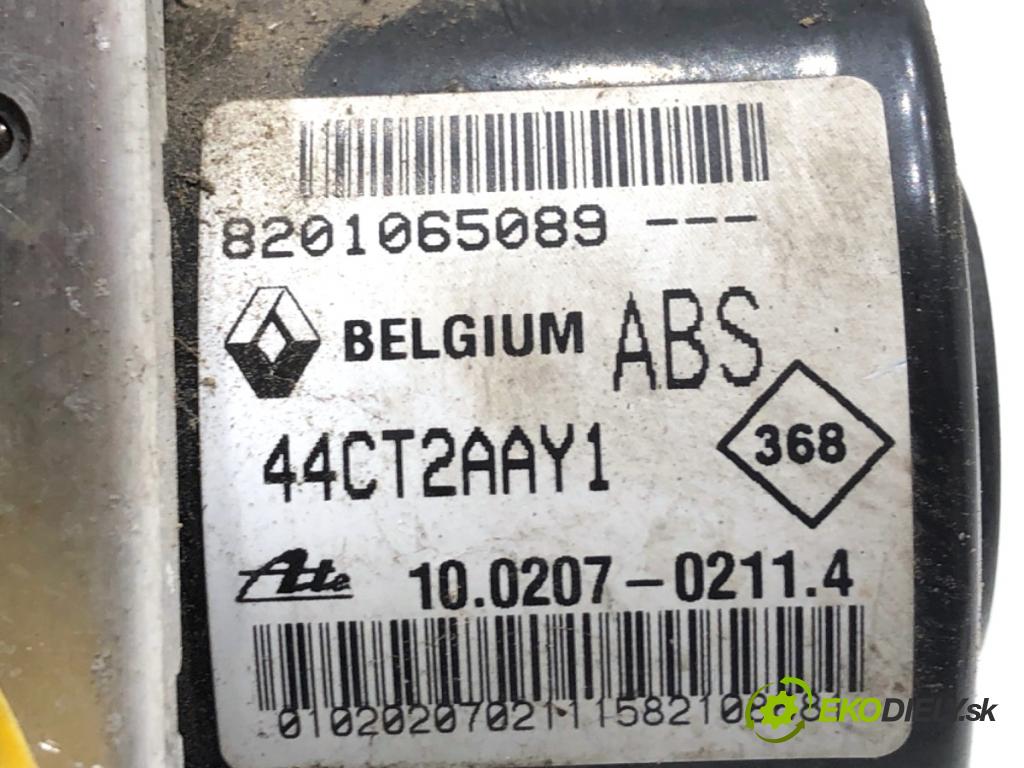 8201065089 ---
BELGIUM ABS
44CT2AAY1
368
Ate 10.0207-0211.4
EKODIELY.sk